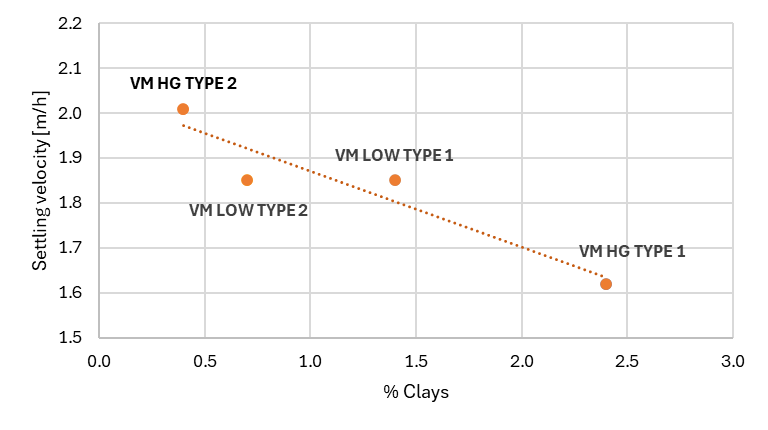 2.2
2.1
VM HG TYPE 2
2.0
1.9
VM LOW TYPE 1
1.8
VM LOW TYPE 2
1.7
VM HG TYPE 1
1.6
1.5
Settling velocity [m/h]
0.0 0.5 1.0 1.5 2.0 2.5 3.0
% Clays